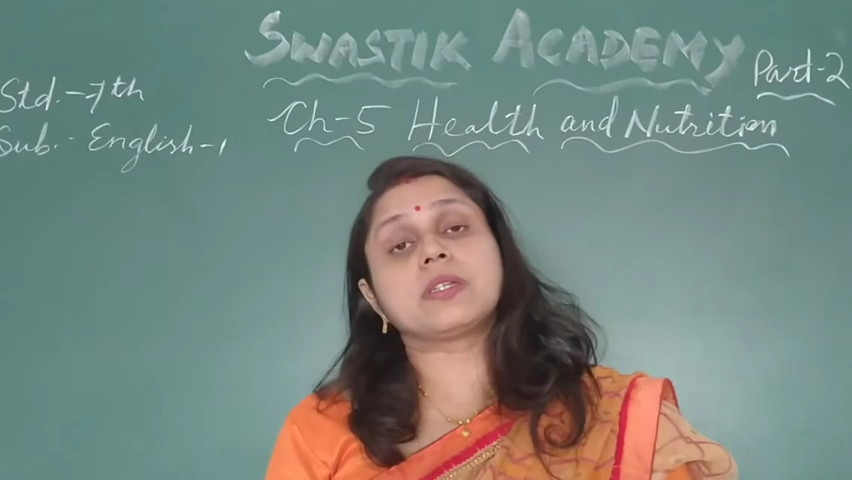 SWASTIK ACADEMY
Part-2
Std.-7th
Ch-5 Health and Nutrition
Sub.: English-1